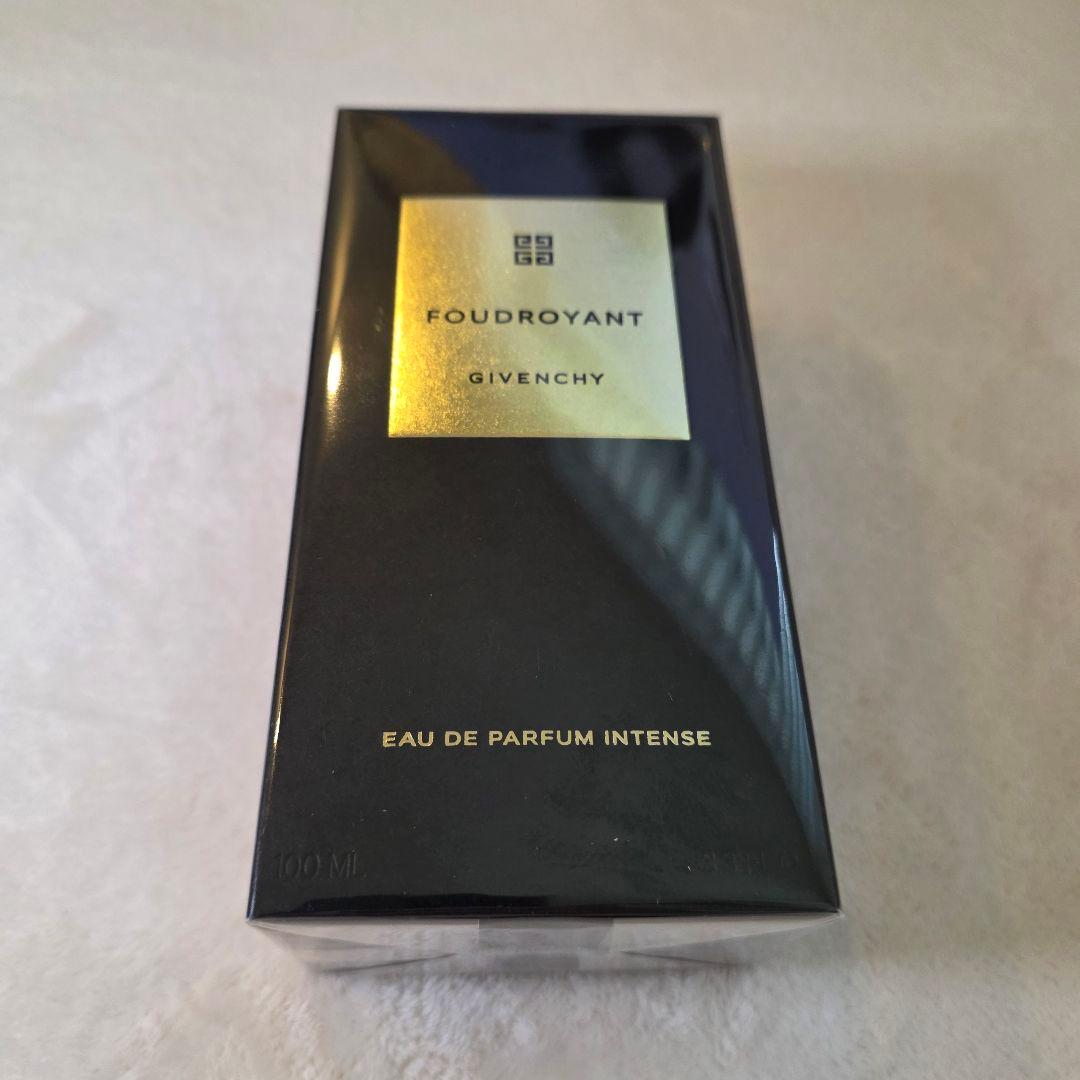 FOUDROYANT
GIVENCHY
EAU DE PARFUM INTENSE
100 ML